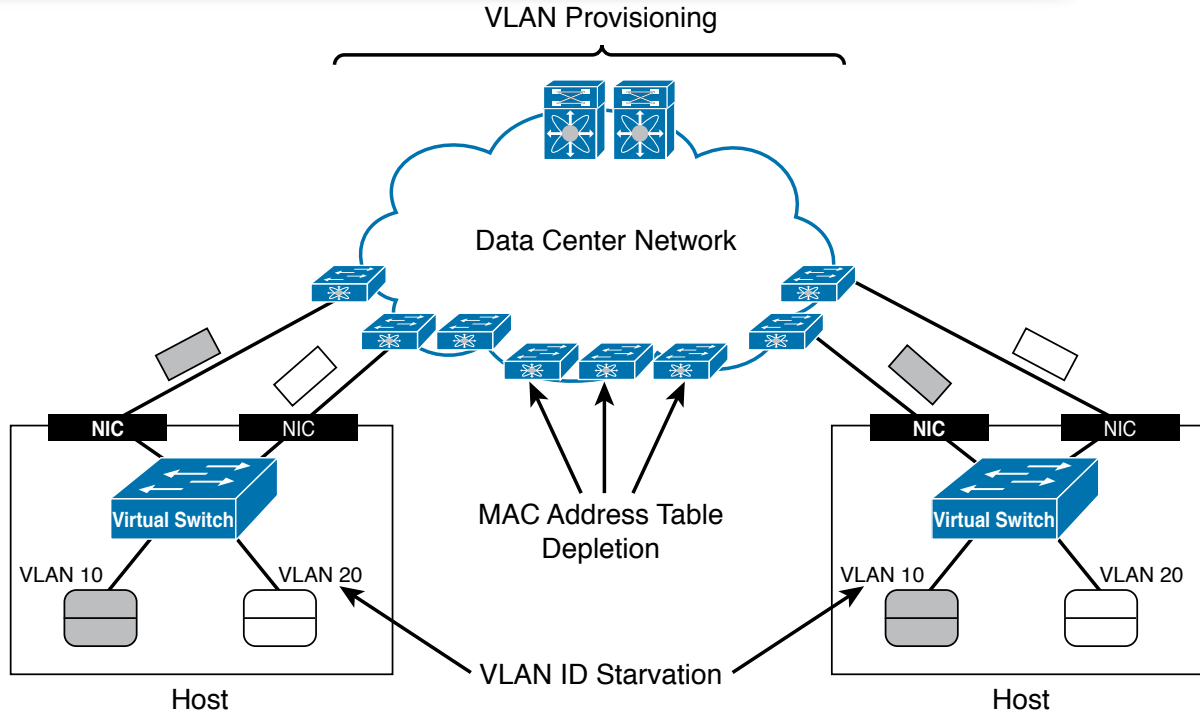 VLAN Provisioning
Data Center Network
NIC
NIC
NIC
NIC
Virtual Switch
Virtual Switch
MAC Address Table
Depletion
VLAN 10
VLAN 20
VLAN 10
VLAN 20
VLAN ID Starvation
Host
Host